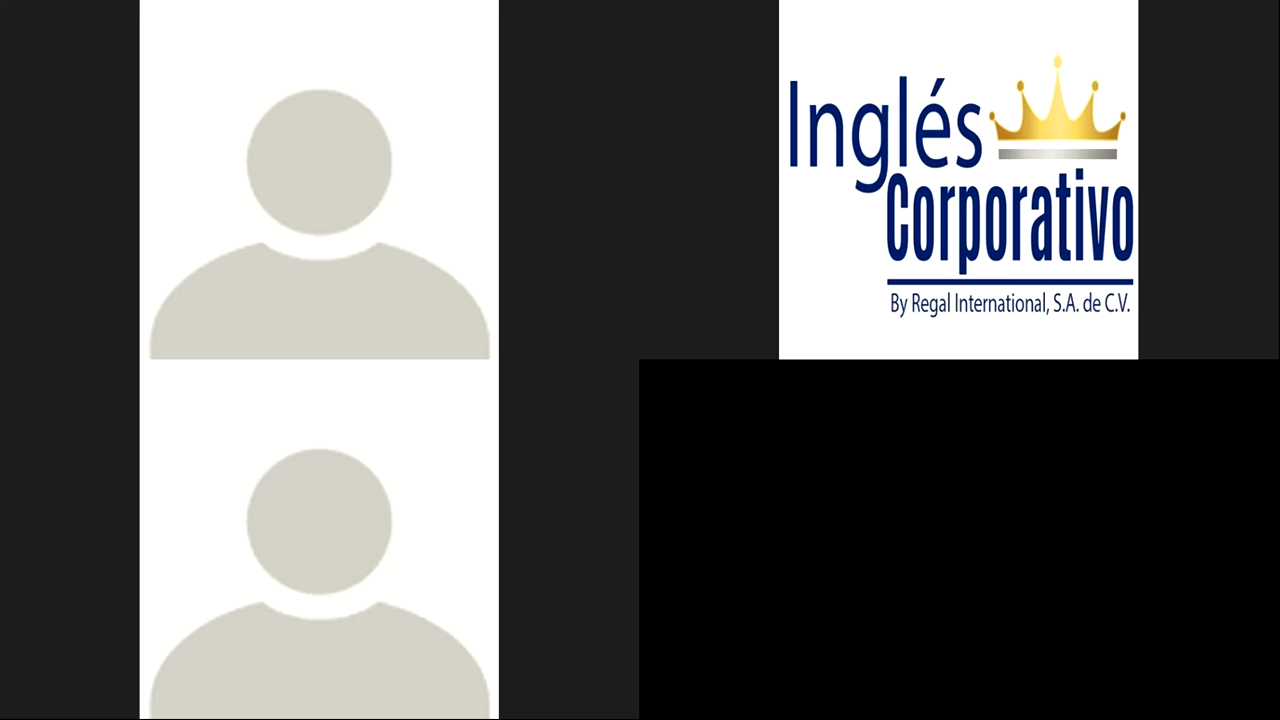 Inglés
Corporativo
By Regal International, S.A. de C.V.